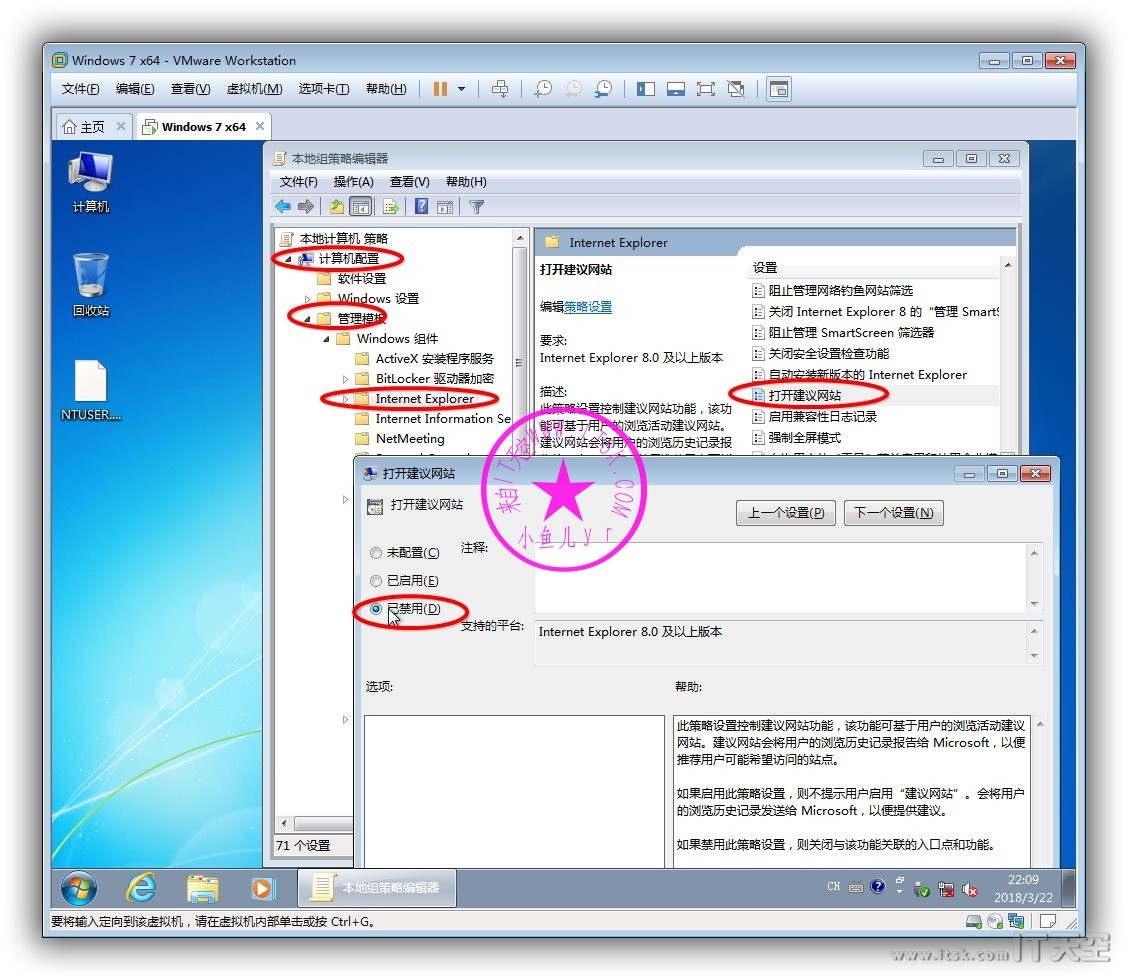 Windows 7 x64 - VMware Workstation
文件(F) 编辑(E) 查看(V) 虚拟机(M) 选项卡(T) 帮助(H)
主页 Windows 7 x64
计算机
回收站
NTUSER....
本地组策略编辑器
文件(F) 操作(A) 查看(V) 帮助(H)
本地计算机 策略
计算机配置
软件设置
Windows 设置
管理模板
Windows 组件
ActiveX 安装程序服务
BitLocker 驱动器加密
Internet Explorer
Internet Information Se
NetMeeting
71 个设置
Internet Explorer
打开建议网站
编辑策略设置
要求:
Internet Explorer 8.0 及以上版本
描述:
此策略设置控制建议网站功能，该功
能可基于用户的浏览活动建议网站。
建议网站会将用户的浏览历史记录报
设置
阻止管理网络钓鱼网站筛选
关闭 Internet Explorer 8 的“管理 SmartS
阻止管理 SmartScreen 筛选器
关闭安全设置检查功能
自动安装新版本的 Internet Explorer
打开建议网站
启用兼容性日志记录
强制全屏模式
来自IT天空WWW.ITSK.COM
小鱼儿yr
打开建议网站
打开建议网站
上一个设置(P) 下一个设置(N)
未配置(C)
已启用(E)
已禁用(D)
注释:
支持的平台:
Internet Explorer 8.0 及以上版本
选项:
帮助:
此策略设置控制建议网站功能，该功能可基于用户的浏览活动建议
网站。建议网站会将用户的浏览历史记录报告给 Microsoft，以便
推荐用户可能希望访问的站点。
如果启用此策略设置，则不提示用户启用“建议网站”。会将用户
的浏览历史记录发送给 Microsoft，以便提供建议。
如果禁用此策略设置，则关闭与该功能关联的入口点和功能。
本地组策略编辑器
CH
22:09
2018/3/22
要将输入定向到该虚拟机，请在虚拟机内部单击或按 Ctrl+G。
www.itsk.com IT天空